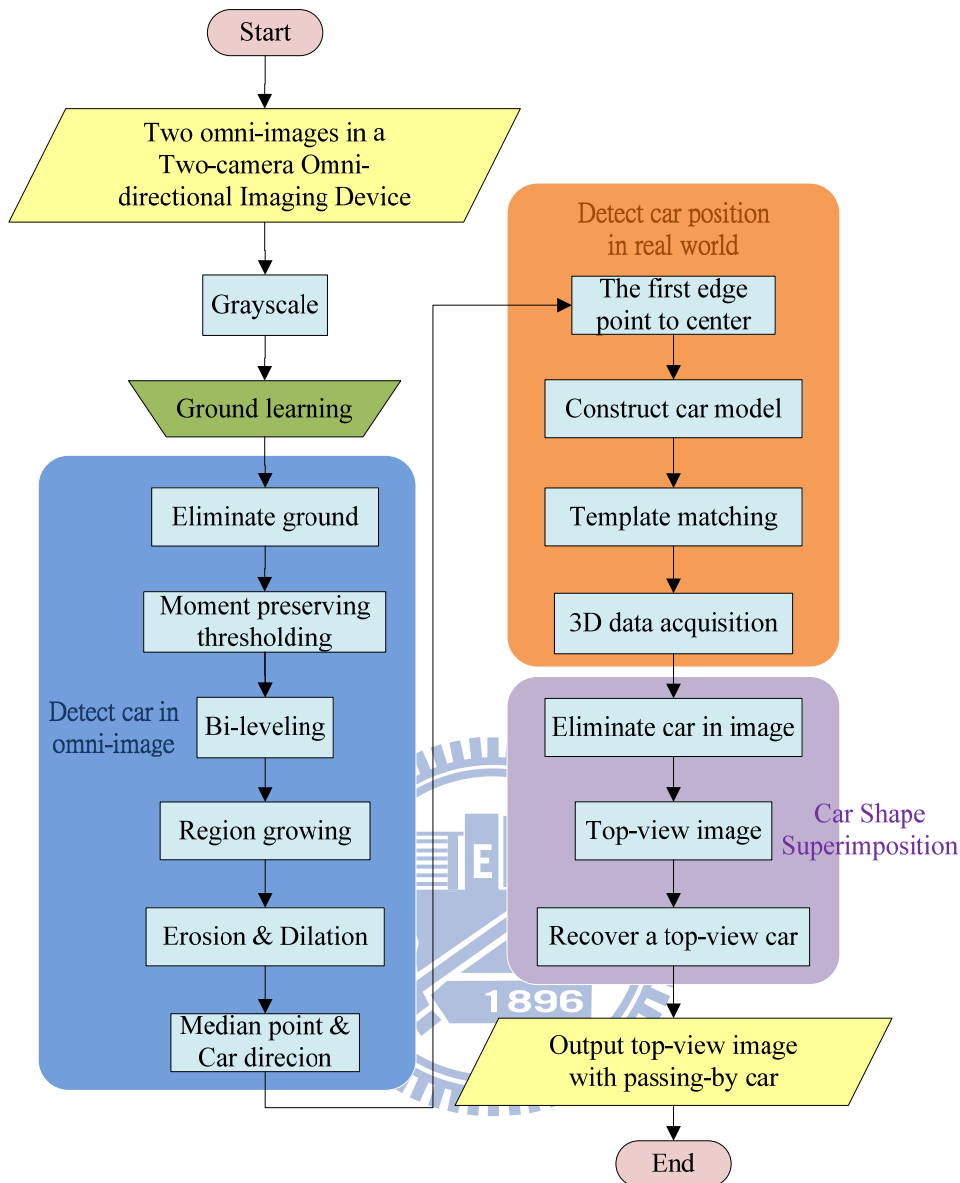 Start
Two omni-images in a
Two-camera Omni-
directional Imaging Device
Grayscale
Ground learning
Detect car in
omni-image
Eliminate ground
Moment preserving
thresholding
Bi-leveling
Region growing
Erosion & Dilation
Median point &
Car direcion
Detect car position
in real world
The first edge
point to center
Construct car model
Template matching
3D data acquisition
Eliminate car in image
Top-view image
Car Shape
Superimposition
Recover a top-view car
Output top-view image
with passing-by car
End
E
1896